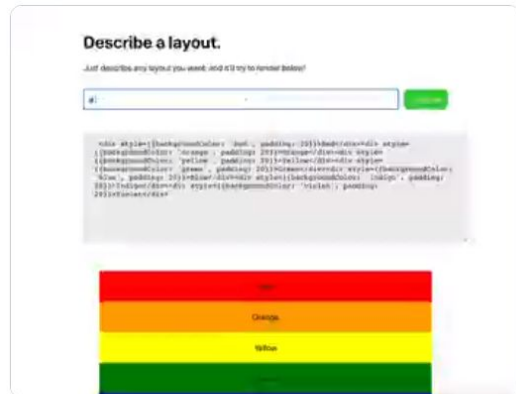 Describe a layout.
Just describe any layout you want, and it'll try to render below!
<div style={{backgroundColor: 'red', padding: 20}}>Red</div><div style=
{{backgroundColor: 'orange', padding: 20}}>Orange</div><div style=
{{backgroundColor: 'yellow', padding: 20}}>Yellow</div><div style=
{{backgroundColor: 'green', padding: 20}}>Green</div><div style={{backgroundColor:
'blue', padding: 20}}>Blue</div><div style={{backgroundColor: 'indigo', padding:
20}}>Indigo</div><div style={{backgroundColor: 'violet', padding:
20}}>Violet</div>
Orange
Yellow